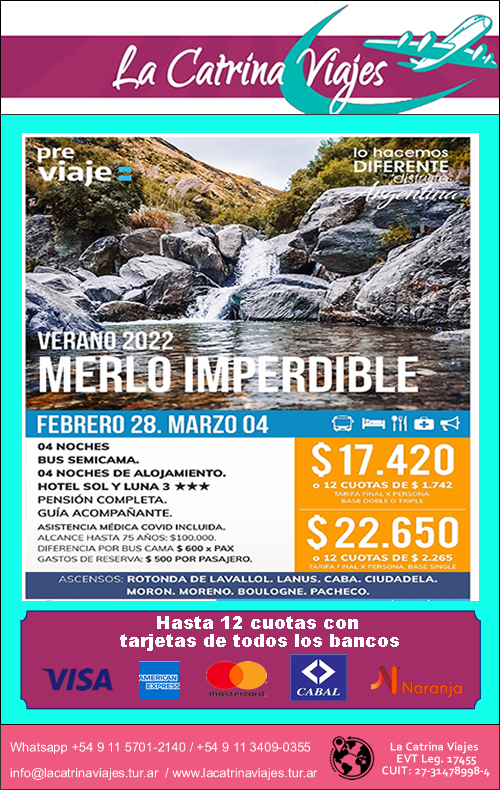 La Catrina Viajes
pre
viaje
lo hacemos
DIFERENTE
disfrutá
Argentina
VERANO 2022
MERLO IMPERDIBLE
FEBRERO 28. MARZO 04
04 NOCHES
BUS SEMICAMA.
04 NOCHES DE ALOJAMIENTO.
HOTEL SOL Y LUNA 3 ★★★
PENSIÓN COMPLETA.
GUÍA ACOMPAÑANTE.
ASISTENCIA MÉDICA COVID INCLUIDA.
ALCANCE HASTA 75 AÑOS: $100.000.
DIFERENCIA POR BUS CAMA $ 600 x PAX
GASTOS DE RESERVA: $ 500 POR PASAJERO.
$17.420
o 12 CUOTAS DE $ 1.742
TARIFA FINAL X PERSONA.
BASE DOBLE O TRIPLE
$22.650
o 12 CUOTAS DE $ 2.265
TARIFA FINAL X PERSONA. BASE SINGLE
ASCENSOS: ROTONDA DE LAVALLOL. LANUS. CABA. CIUDADELA.
MORON. MORENO. BOULOGNE. PACHECO.
Hasta 12 cuotas con
tarjetas de todos los bancos
VISA
AMERICAN
EXPRESS
mastercard
CABAL
Naranja
Whatsapp +54 9 11 5701-2140 / +54 9 11 3409-0355
info@lacatrinaviajes.tur.ar / www.lacatrinaviajes.tur.ar
La Catrina Viajes
EVT Leg. 17455
CUIT: 27-31478998-4